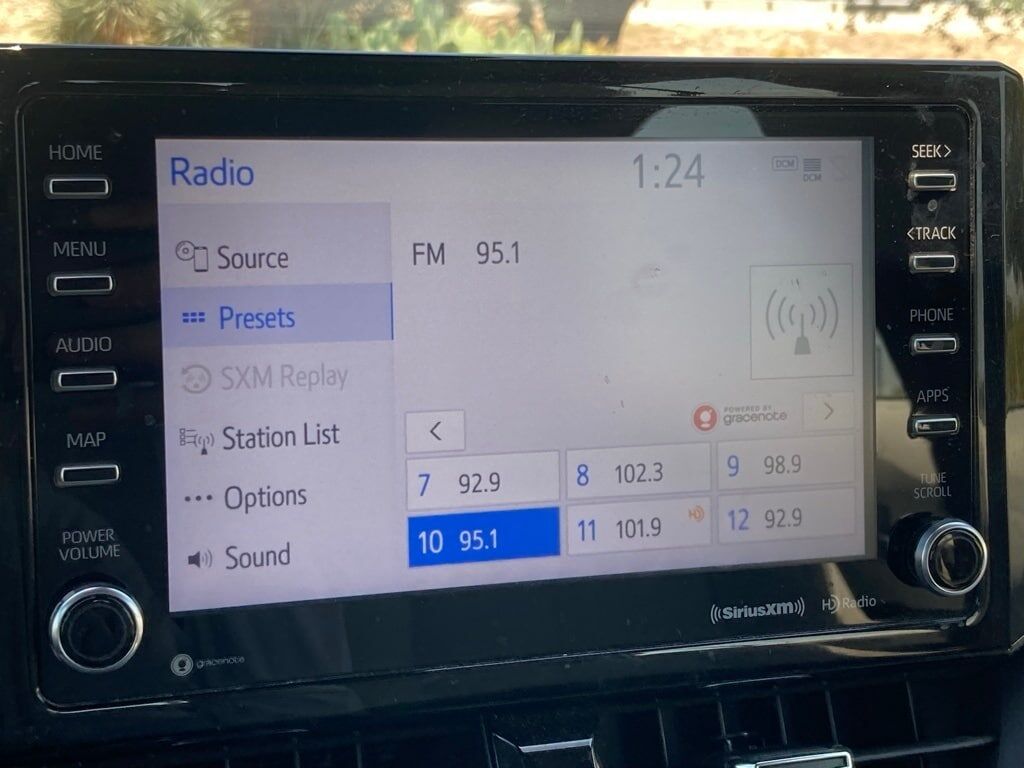 HOME
MENU
AUDIO
MAP
POWER
VOLUME
Radio
1:24
DCM
DCM
Source
Presets
SXM Replay
Station List
Options
Sound
FM 95.1
POWERED BY
gracenote
<
>
7 92.9
8 102.3
9 98.9
10 95.1
11 101.9 HD
12 92.9
SEEK>
<TRACK
PHONE
APPS
TUNE
SCROLL
gracenote
((SiriusXM))
HD Radio